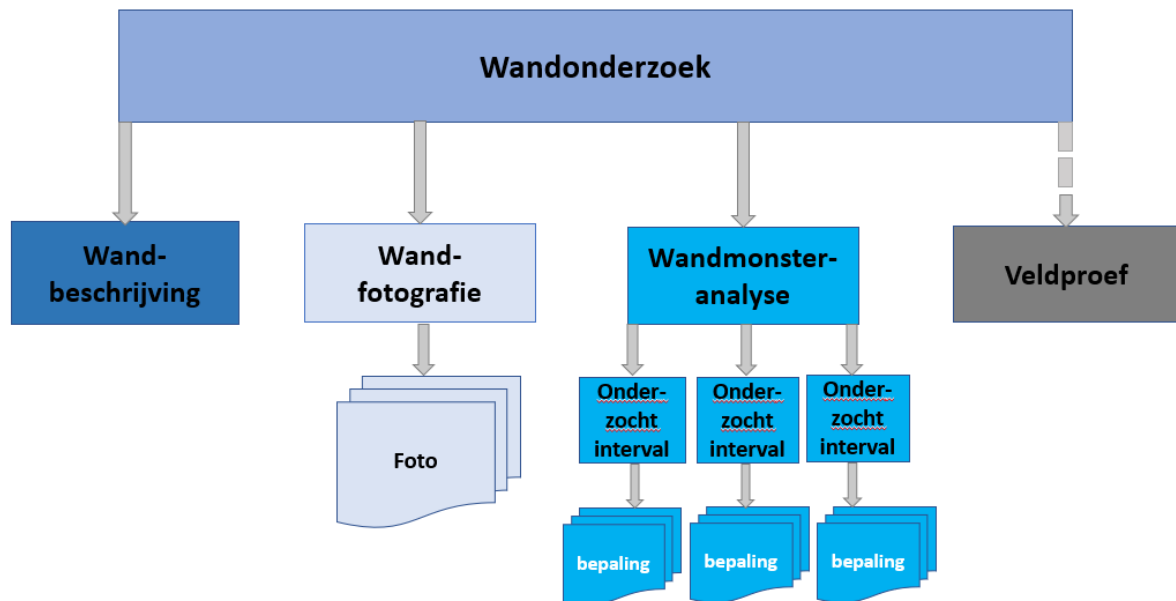 Wandonderzoek
Wand-
beschrijving
Wand-
fotografie
Wandmonster-
analyse
Veldproef
Foto
Onder-
zocht
interval
Onder-
zocht
interval
Onder-
zocht
interval
bepaling
bepaling
bepaling